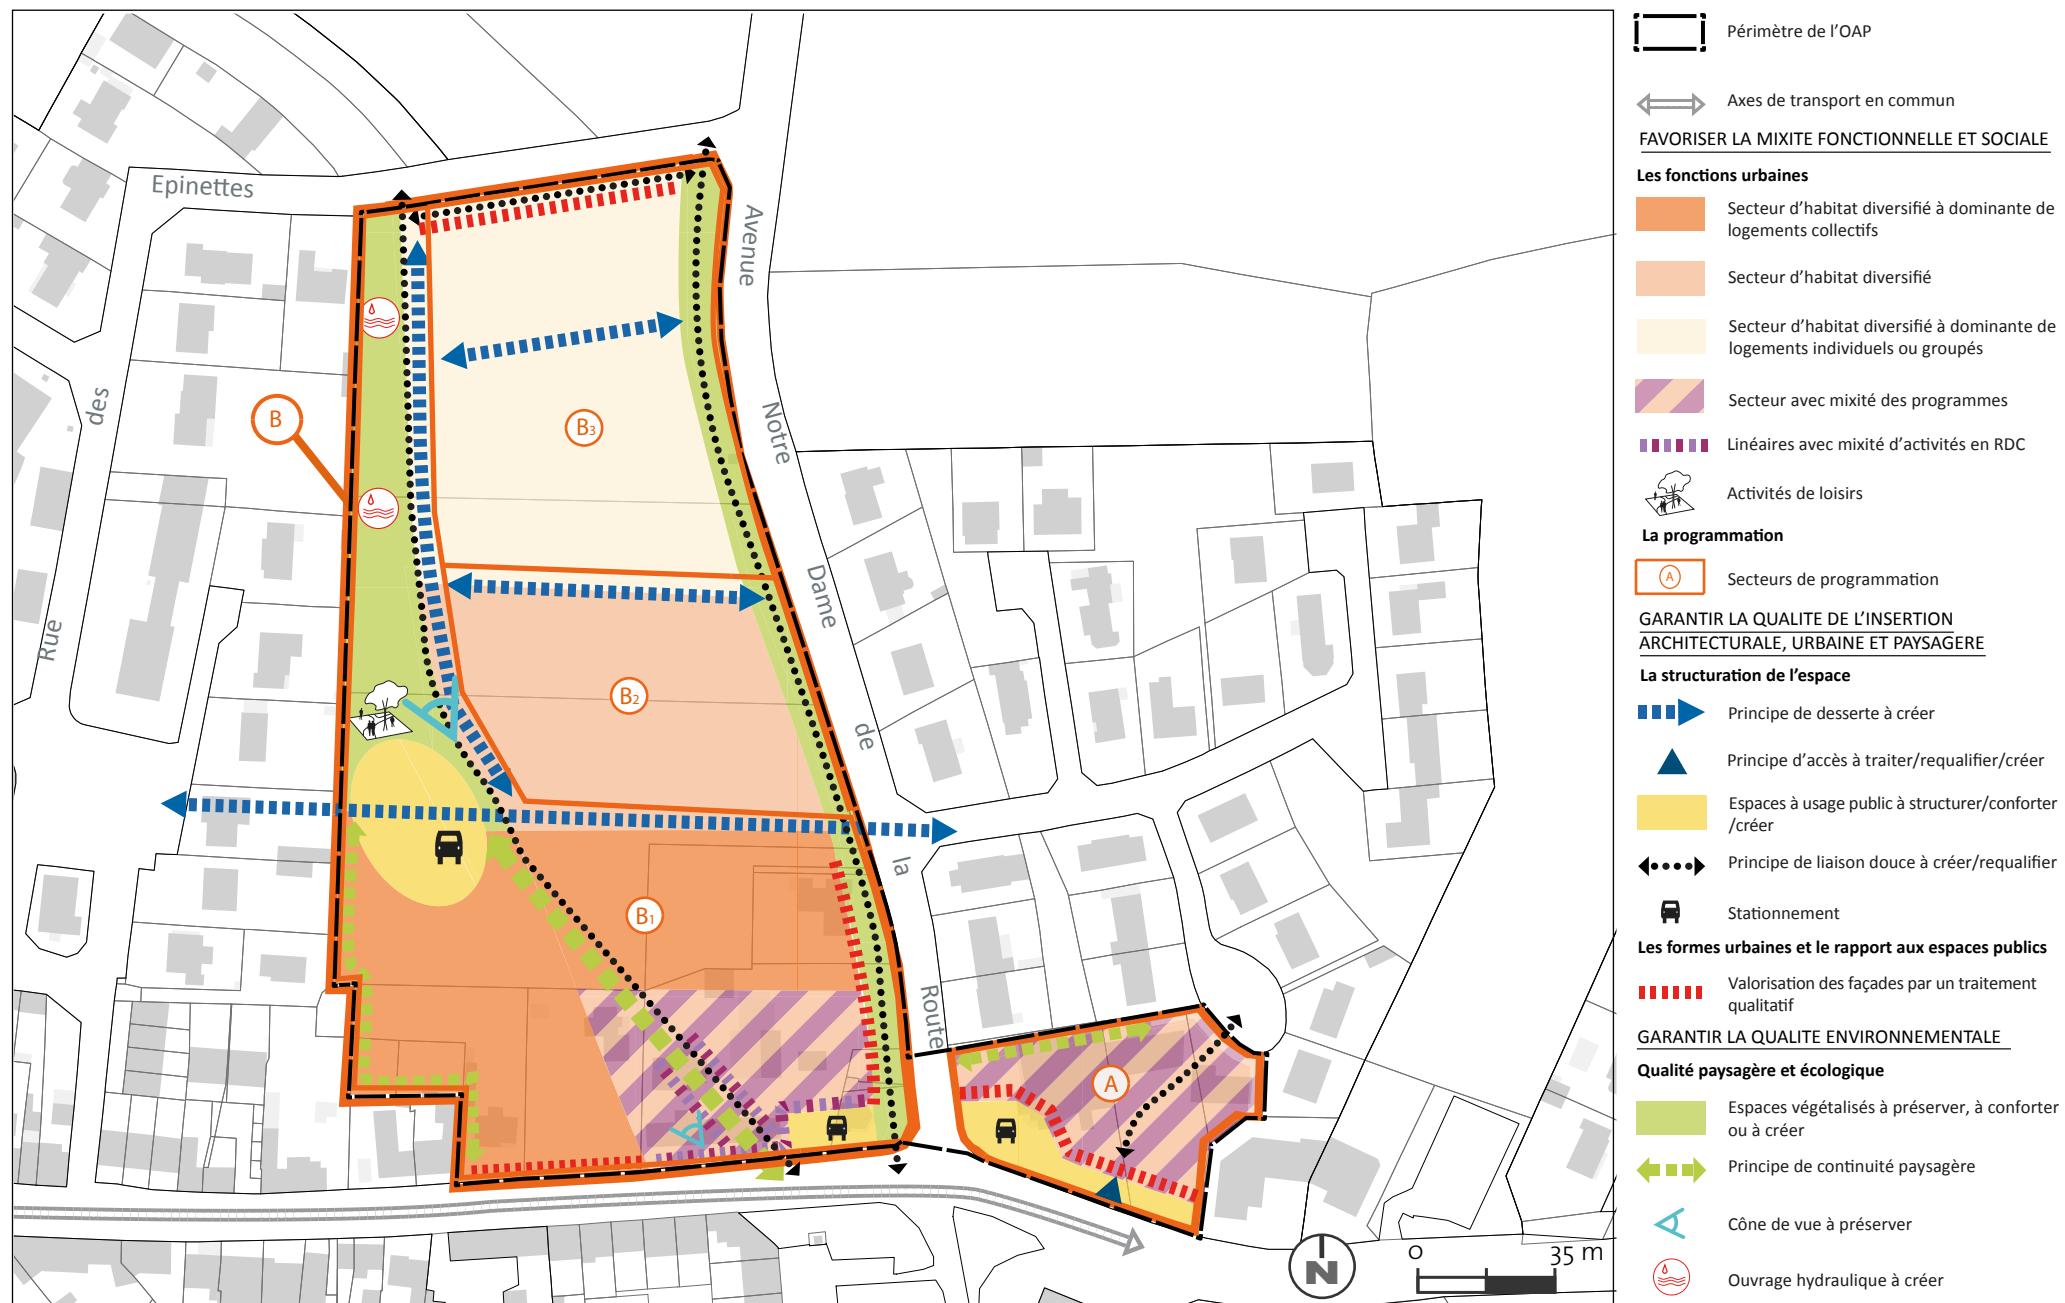 Epinettes
des
Rue
Avenue
Notre
Dame
de
la
Route
B
B3
B2
B1
A
N
0 35 m
Périmètre de l'OAP
Axes de transport en commun
FAVORISER LA MIXITE FONCTIONNELLE ET SOCIALE
Les fonctions urbaines
Secteur d'habitat diversifié à dominante de
logements collectifs
Secteur d'habitat diversifié
Secteur d'habitat diversifié à dominante de
logements individuels ou groupés
Secteur avec mixité des programmes
Linéaires avec mixité d'activités en RDC
Activités de loisirs
La programmation
A
Secteurs de programmation
GARANTIR LA QUALITE DE L'INSERTION
ARCHITECTURALE, URBAINE ET PAYSAGERE
La structuration de l'espace
Principe de desserte à créer
Principe d'accès à traiter/requalifier/créer
Espaces à usage public à structurer/conforter
/créer
Principe de liaison douce à créer/requalifier
Stationnement
Les formes urbaines et le rapport aux espaces publics
Valorisation des façades par un traitement
qualitatif
GARANTIR LA QUALITE ENVIRONNEMENTALE
Qualité paysagère et écologique
Espaces végétalisés à préserver, à conforter
ou à créer
Principe de continuité paysagère
Cône de vue à préserver
Ouvrage hydraulique à créer